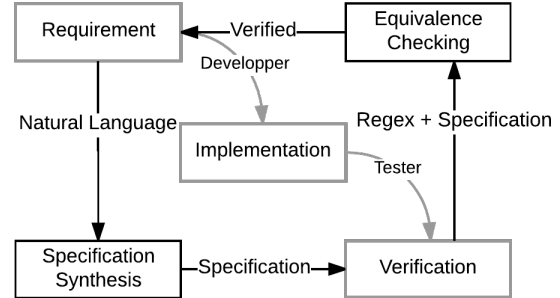 Requirement
Verified
Equivalence
Checking
Developper
Natural Language
Implementation
Regex + Specification
Tester
Specification
Synthesis
Specification
Verification